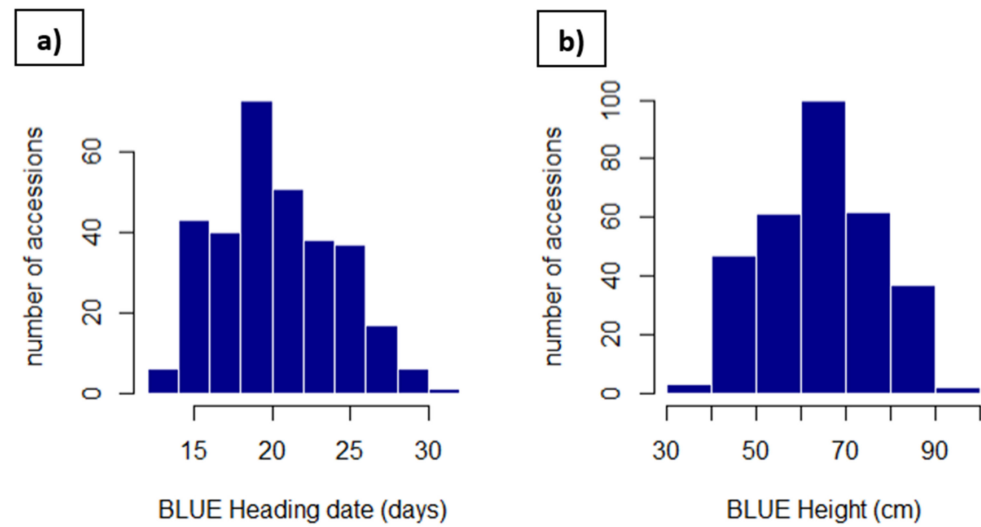 a)
number of accessions
0 20 40 60
15 20 25 30
BLUE Heading date (days)
b)
number of accessions
0 20 40 60 80 100
30 50 70 90
BLUE Height (cm)